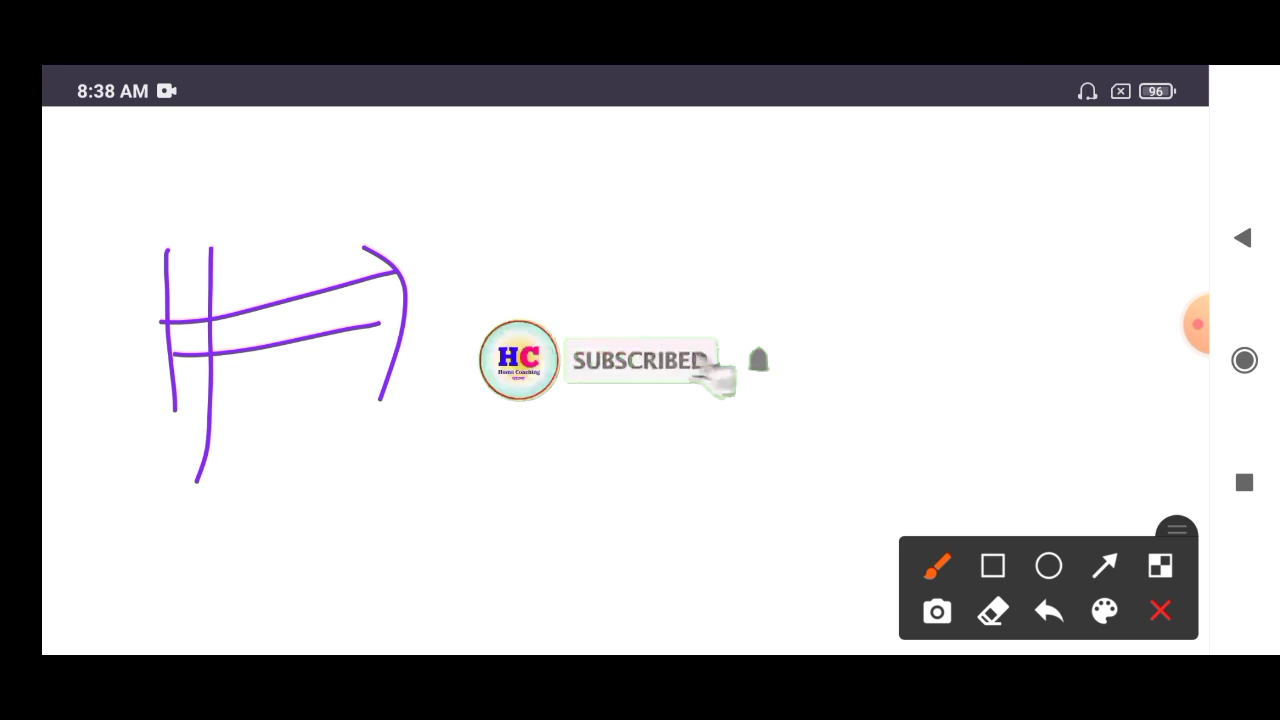 8:38 AM
96
HC
Home Coaching
বাংলা
SUBSCRIBED